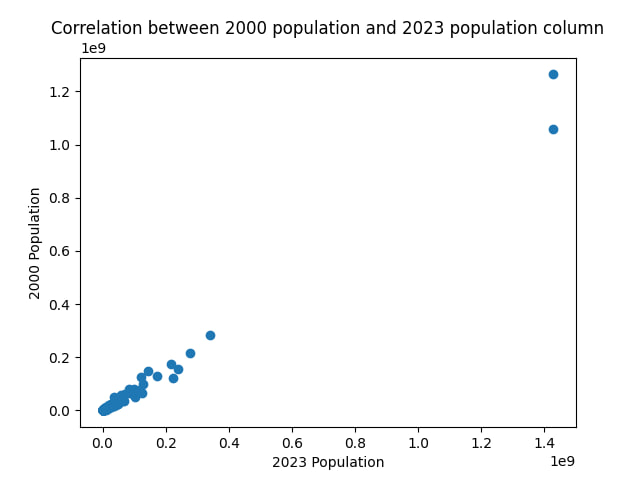 Correlation between 2000 population and 2023 population column
1e9
1.2
1.0
0.8
0.6
0.4
0.2
0.0
2000 Population
0.0 0.2 0.4 0.6 0.8 1.0 1.2 1.4
2023 Population
1e9